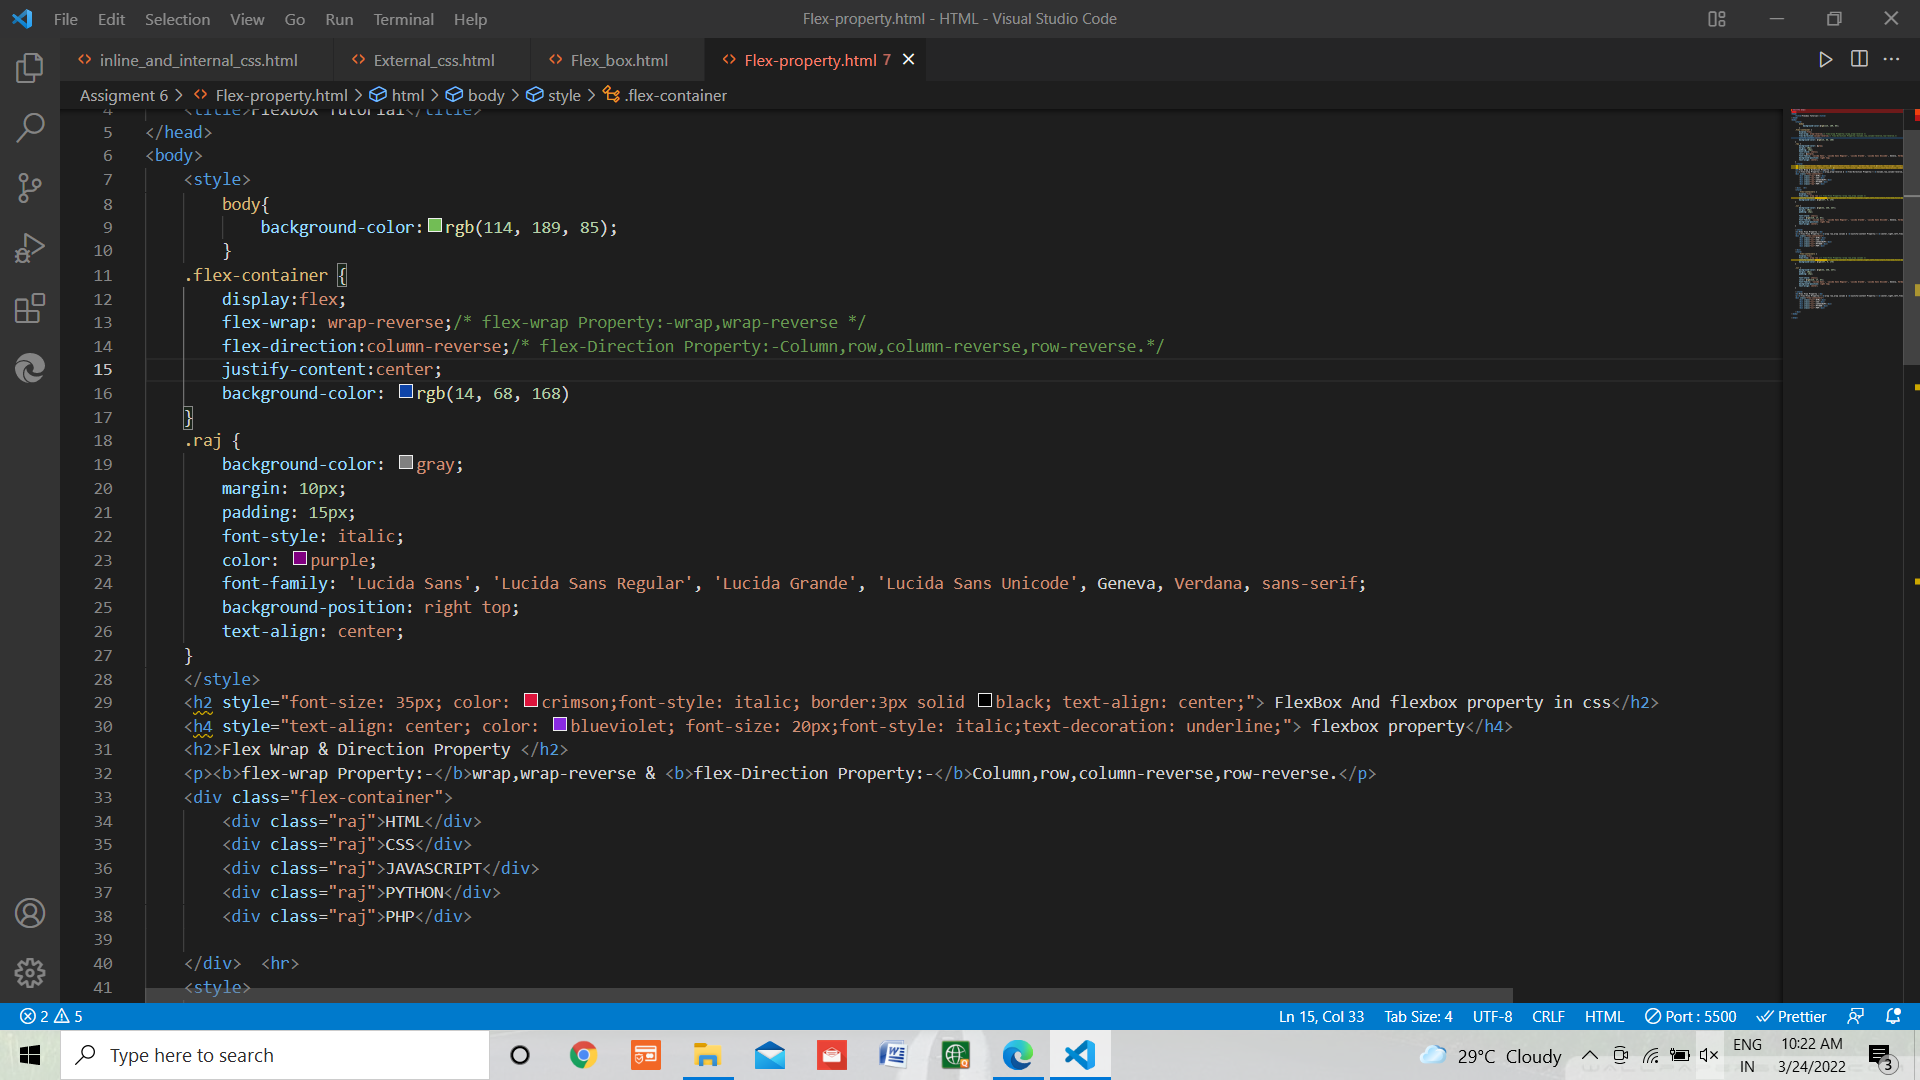 File Edit Selection View Go Run Terminal Help Flex-property.html - HTML - Visual Studio Code
inline_and_internal_css.html External_css.html Flex_box.html Flex-property.html 7
Assigment 6 > Flex-property.html > html > body > style > .flex-container
4 <title>Flexbox Tutorial</title>
5 </head>
6 <body>
7 <style>
8 body{
9 background-color:rgb(114, 189, 85);
10 }
11 .flex-container {
12 display:flex;
13 flex-wrap: wrap-reverse;/* flex-wrap Property:-wrap,wrap-reverse */
14 flex-direction:column-reverse;/* flex-Direction Property:-Column,row,column-reverse,row-reverse.*/
15 justify-content:center;
16 background-color: rgb(14, 68, 168)
17 }
18 .raj {
19 background-color: gray;
20 margin: 10px;
21 padding: 15px;
22 font-style: italic;
23 color: purple;
24 font-family: 'Lucida Sans', 'Lucida Sans Regular', 'Lucida Grande', 'Lucida Sans Unicode', Geneva, Verdana, sans-serif;
25 background-position: right top;
26 text-align: center;
27 }
28 </style>
29 <h2 style="font-size: 35px; color: crimson;font-style: italic; border:3px solid black; text-align: center;"> FlexBox And flexbox property in css</h2>
30 <h4 style="text-align: center; color: blueviolet; font-size: 20px;font-style: italic;text-decoration: underline;"> flexbox property</h4>
31 <h2>Flex Wrap & Direction Property </h2>
32 <p><b>flex-wrap Property:-</b>wrap,wrap-reverse & <b>flex-Direction Property:-</b>Column,row,column-reverse,row-reverse.</p>
33 <div class="flex-container">
34 <div class="raj">HTML</div>
35 <div class="raj">CSS</div>
36 <div class="raj">JAVASCRIPT</div>
37 <div class="raj">PYTHON</div>
38 <div class="raj">PHP</div>
39
40 </div> <hr>
41 <style>
2 5 Ln 15, Col 33 Tab Size: 4 UTF-8 CRLF HTML Port : 5500 Prettier
Type here to search 29°C Cloudy ENG 10:22 AM
IN 3/24/2022 3